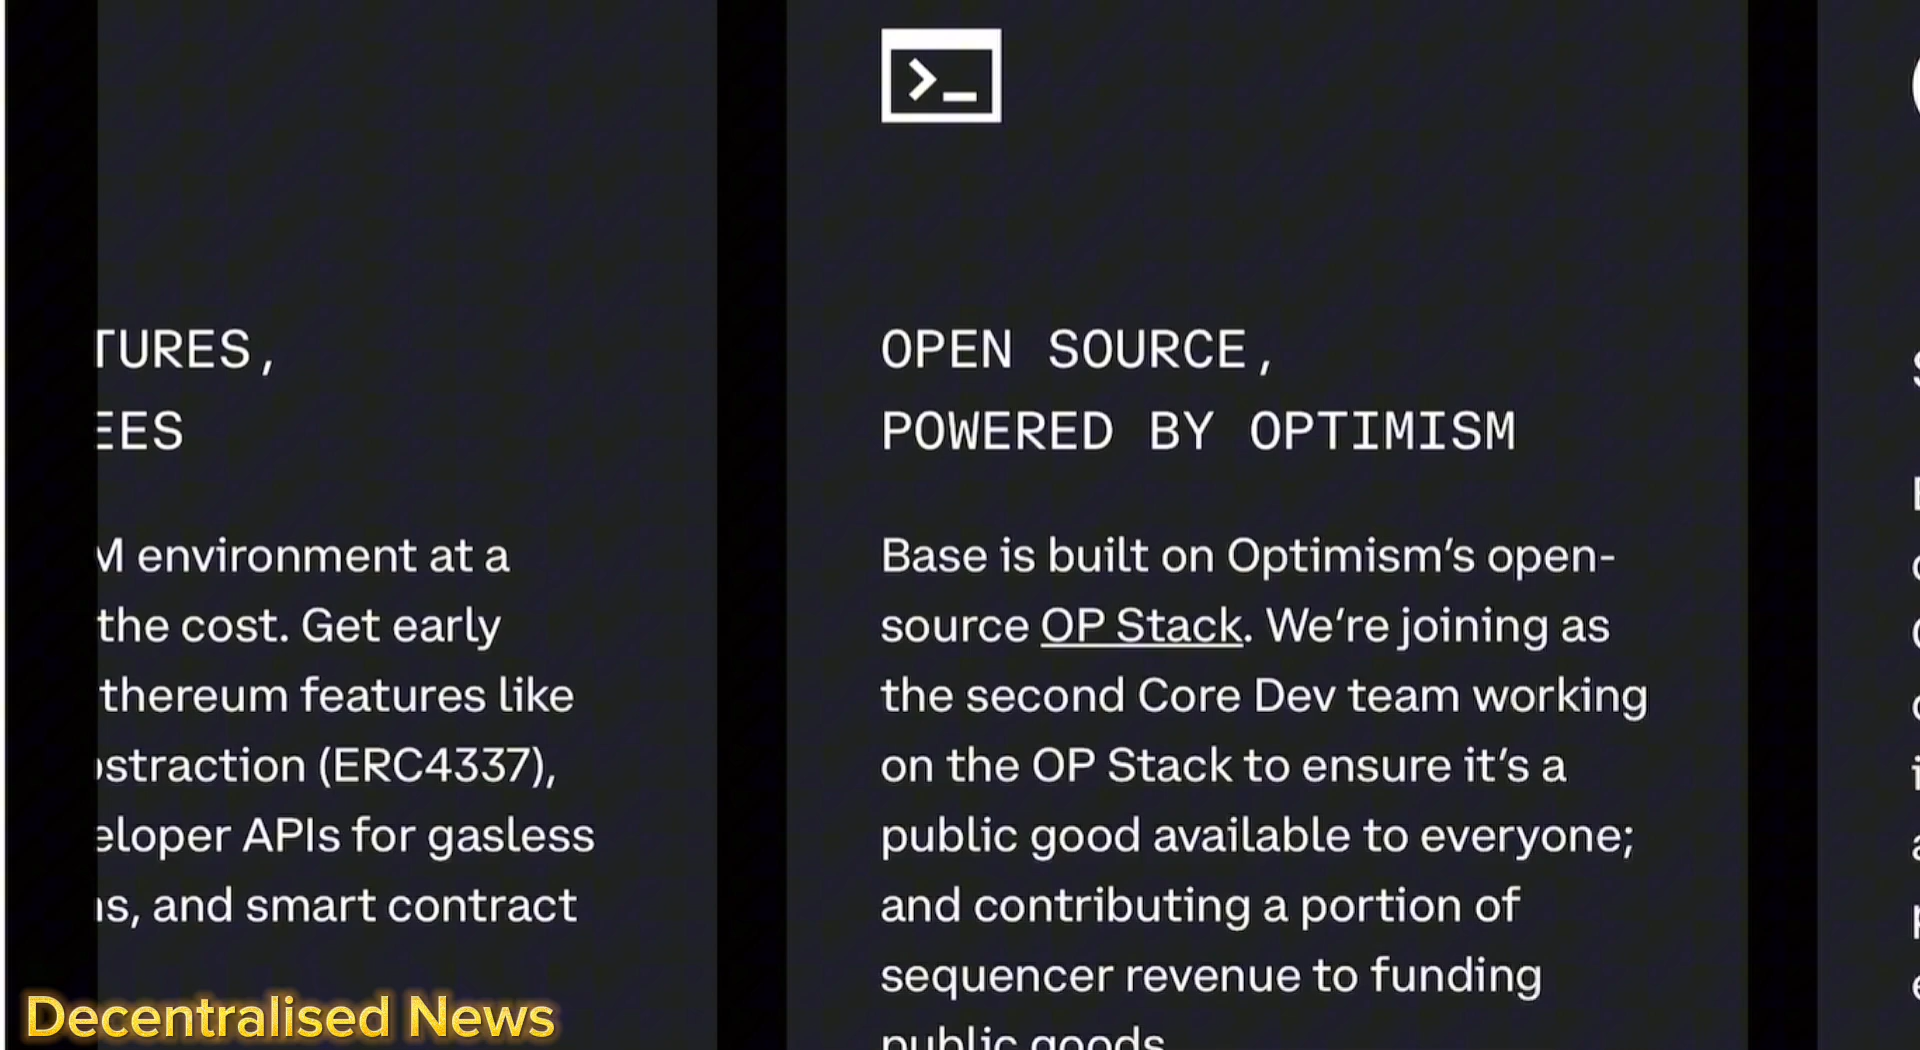 TURES,
EES
environment at a
the cost. Get early
features like
(ERC4337),
APIs for gasless
and smart contract
>_
OPEN SOURCE,
POWERED BY OPTIMISM
Base is built on Optimism's open-
source OP Stack. We're joining as
the second Core Dev team working
on the OP Stack to ensure it's a
public good available to everyone;
and contributing a portion of
sequencer revenue to funding
public goods
Decentralised News